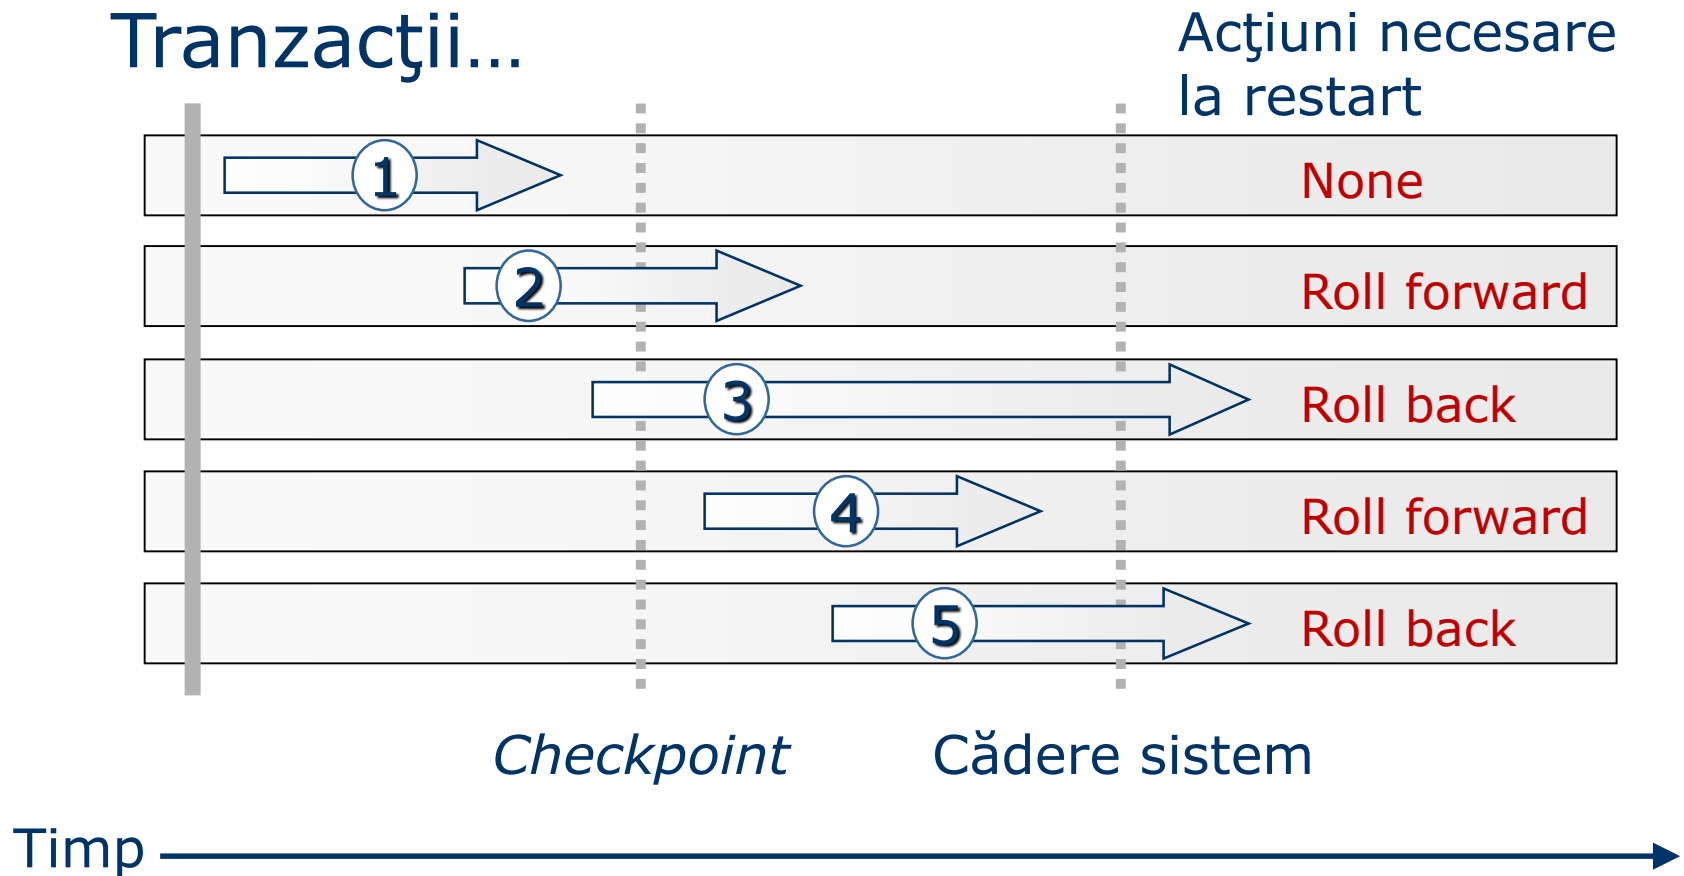 Tranzacţii...
Acţiuni necesare
la restart
1
None
2
Roll forward
3
Roll back
4
Roll forward
5
Roll back
Checkpoint
Cădere sistem
Timp